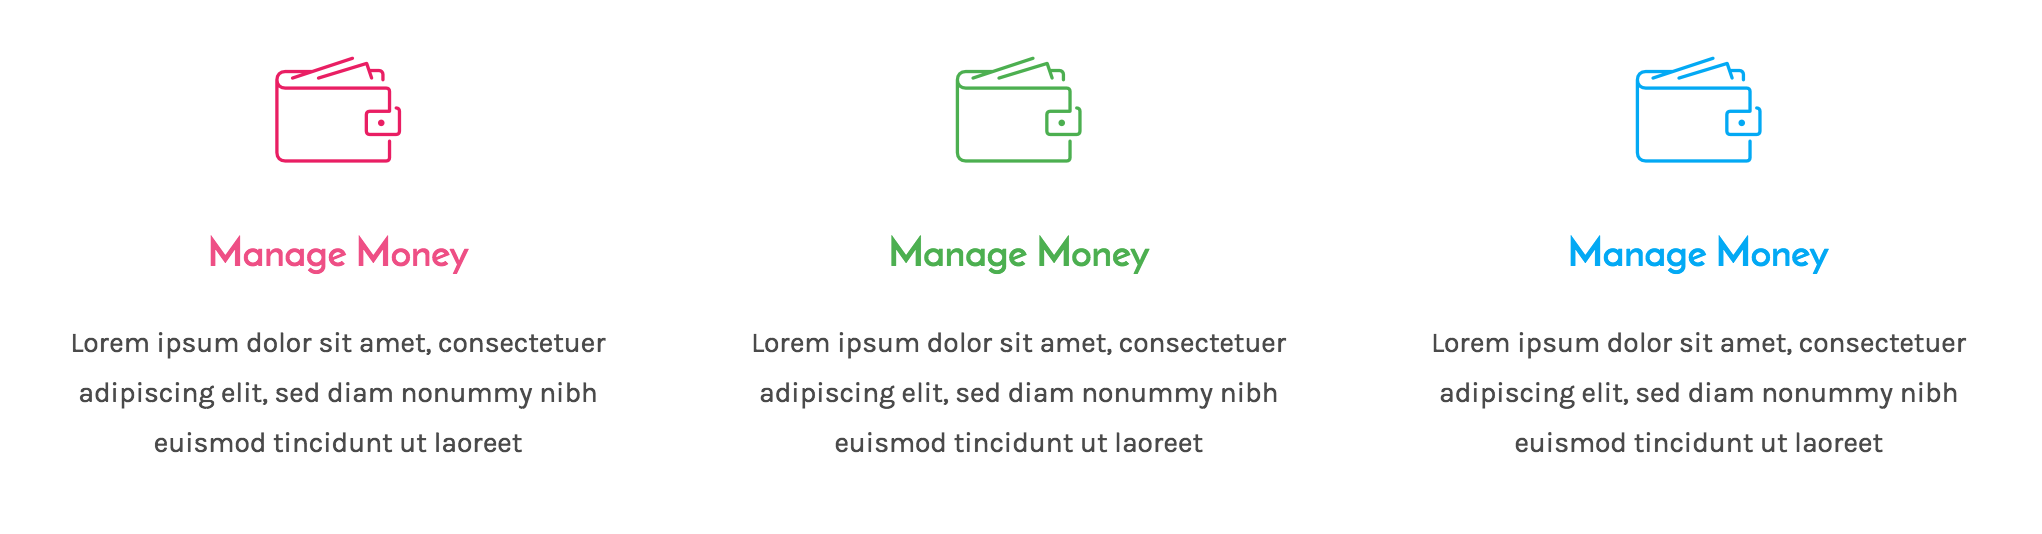 Manage Money
Lorem ipsum dolor sit amet, consectetuer
adipiscing elit, sed diam nonummy nibh
euismod tincidunt ut laoreet
Manage Money
Lorem ipsum dolor sit amet, consectetuer
adipiscing elit, sed diam nonummy nibh
euismod tincidunt ut laoreet
Manage Money
Lorem ipsum dolor sit amet, consectetuer
adipiscing elit, sed diam nonummy nibh
euismod tincidunt ut laoreet